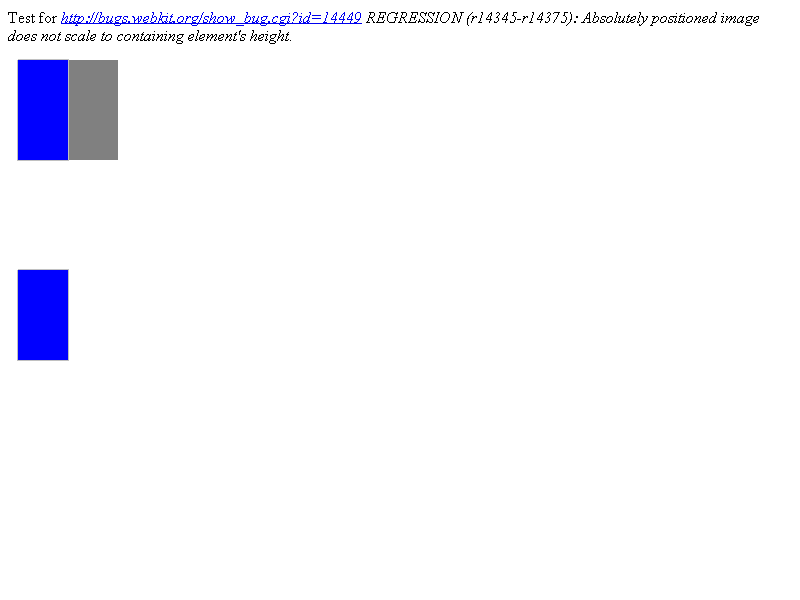 Test for http://bugs.webkit.org/show_bug.cgi?id=14449 REGRESSION (r14345-r14375): Absolutely positioned image
does not scale to containing element's height.